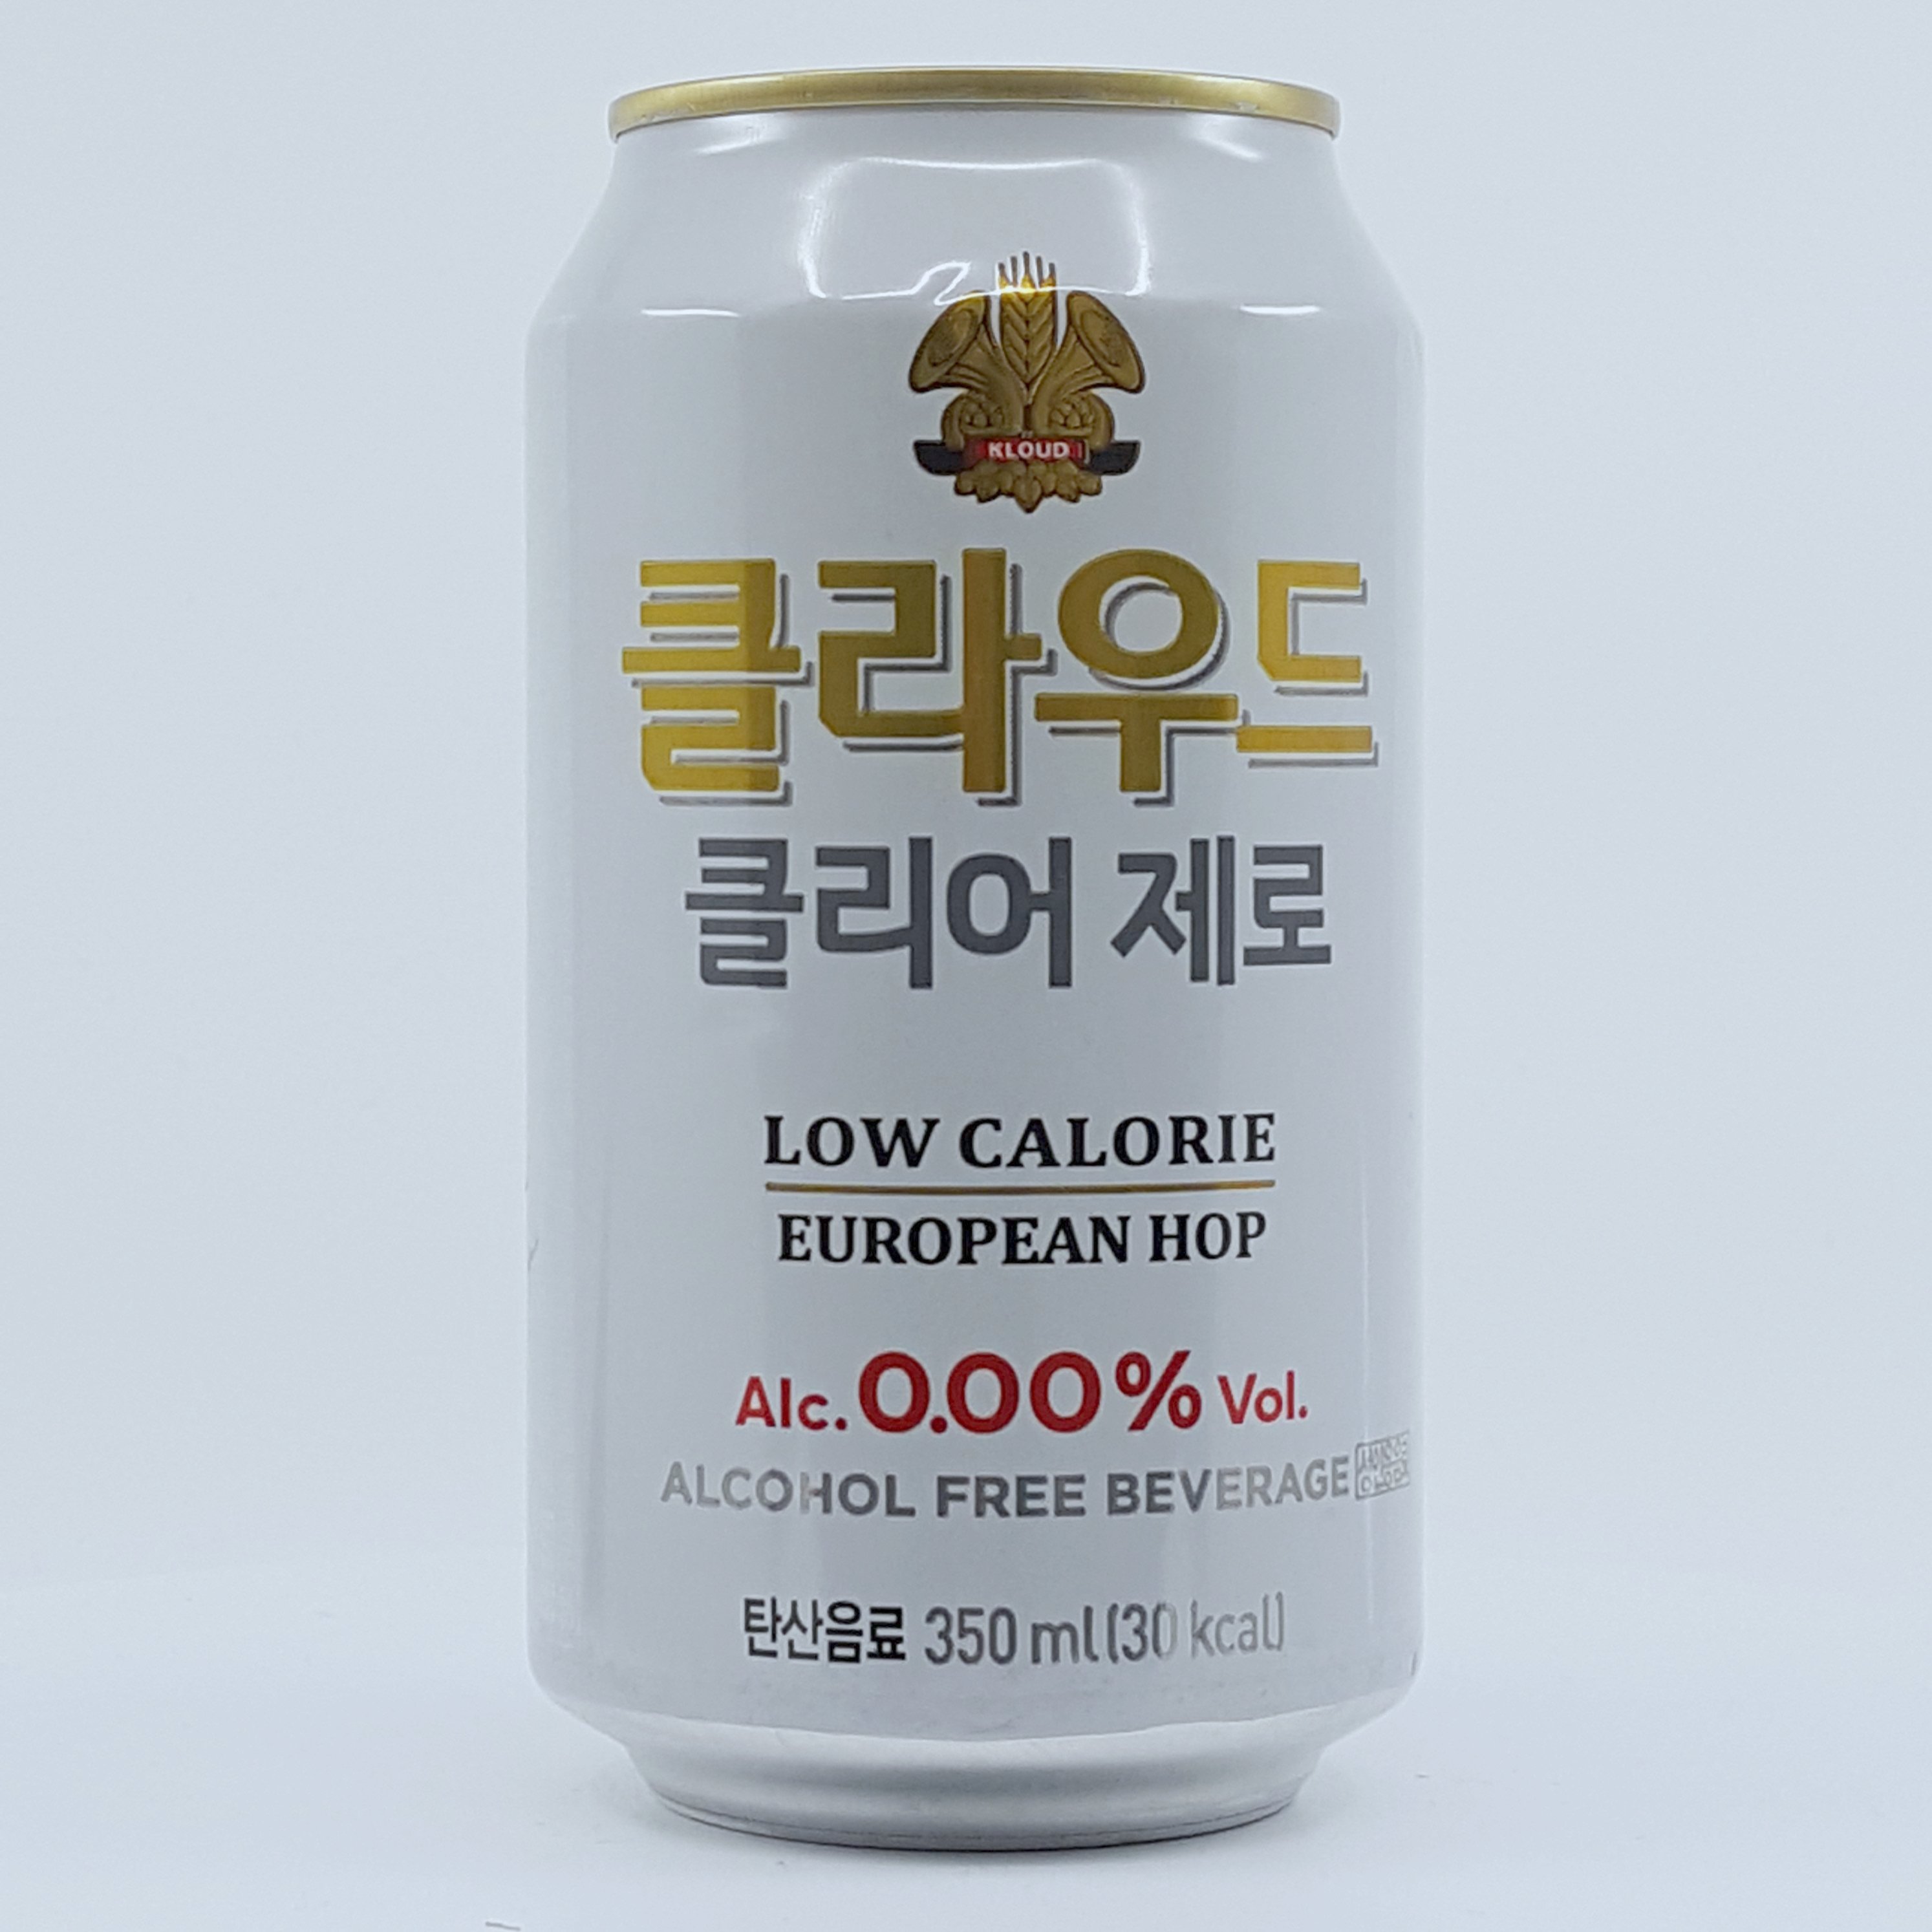 KLOUD
클라우드
클리어 제로
LOW CALORIE
EUROPEAN HOP
Alc. 0.00% Vol.
ALCOHOL FREE BEVERAGE
탄산음료 350 ml (30 kcal)